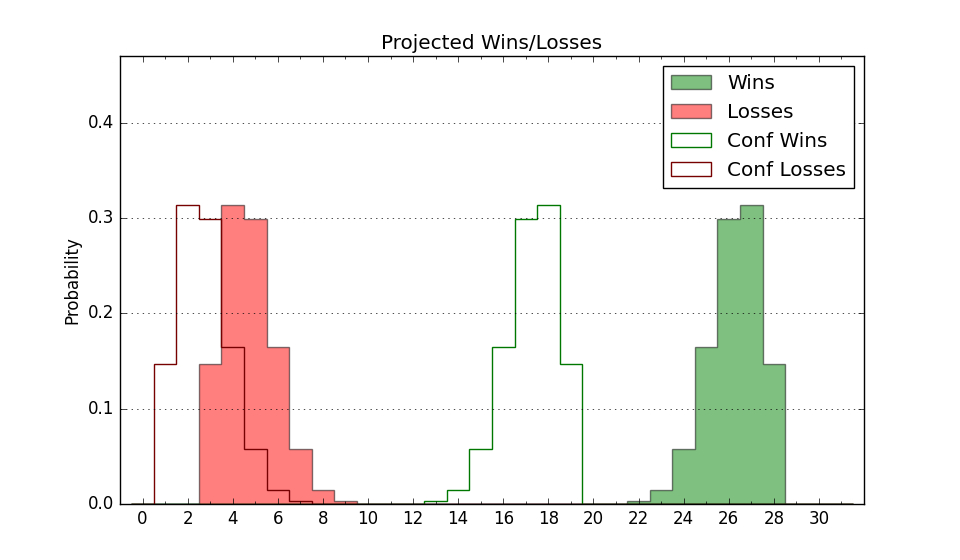 Projected Wins/Losses
Wins
Losses
Conf Wins
Conf Losses
Probability
0.4
0.3
0.2
0.1
0.0
0 2 4 6 8 10 12 14 16 18 20 22 24 26 28 30